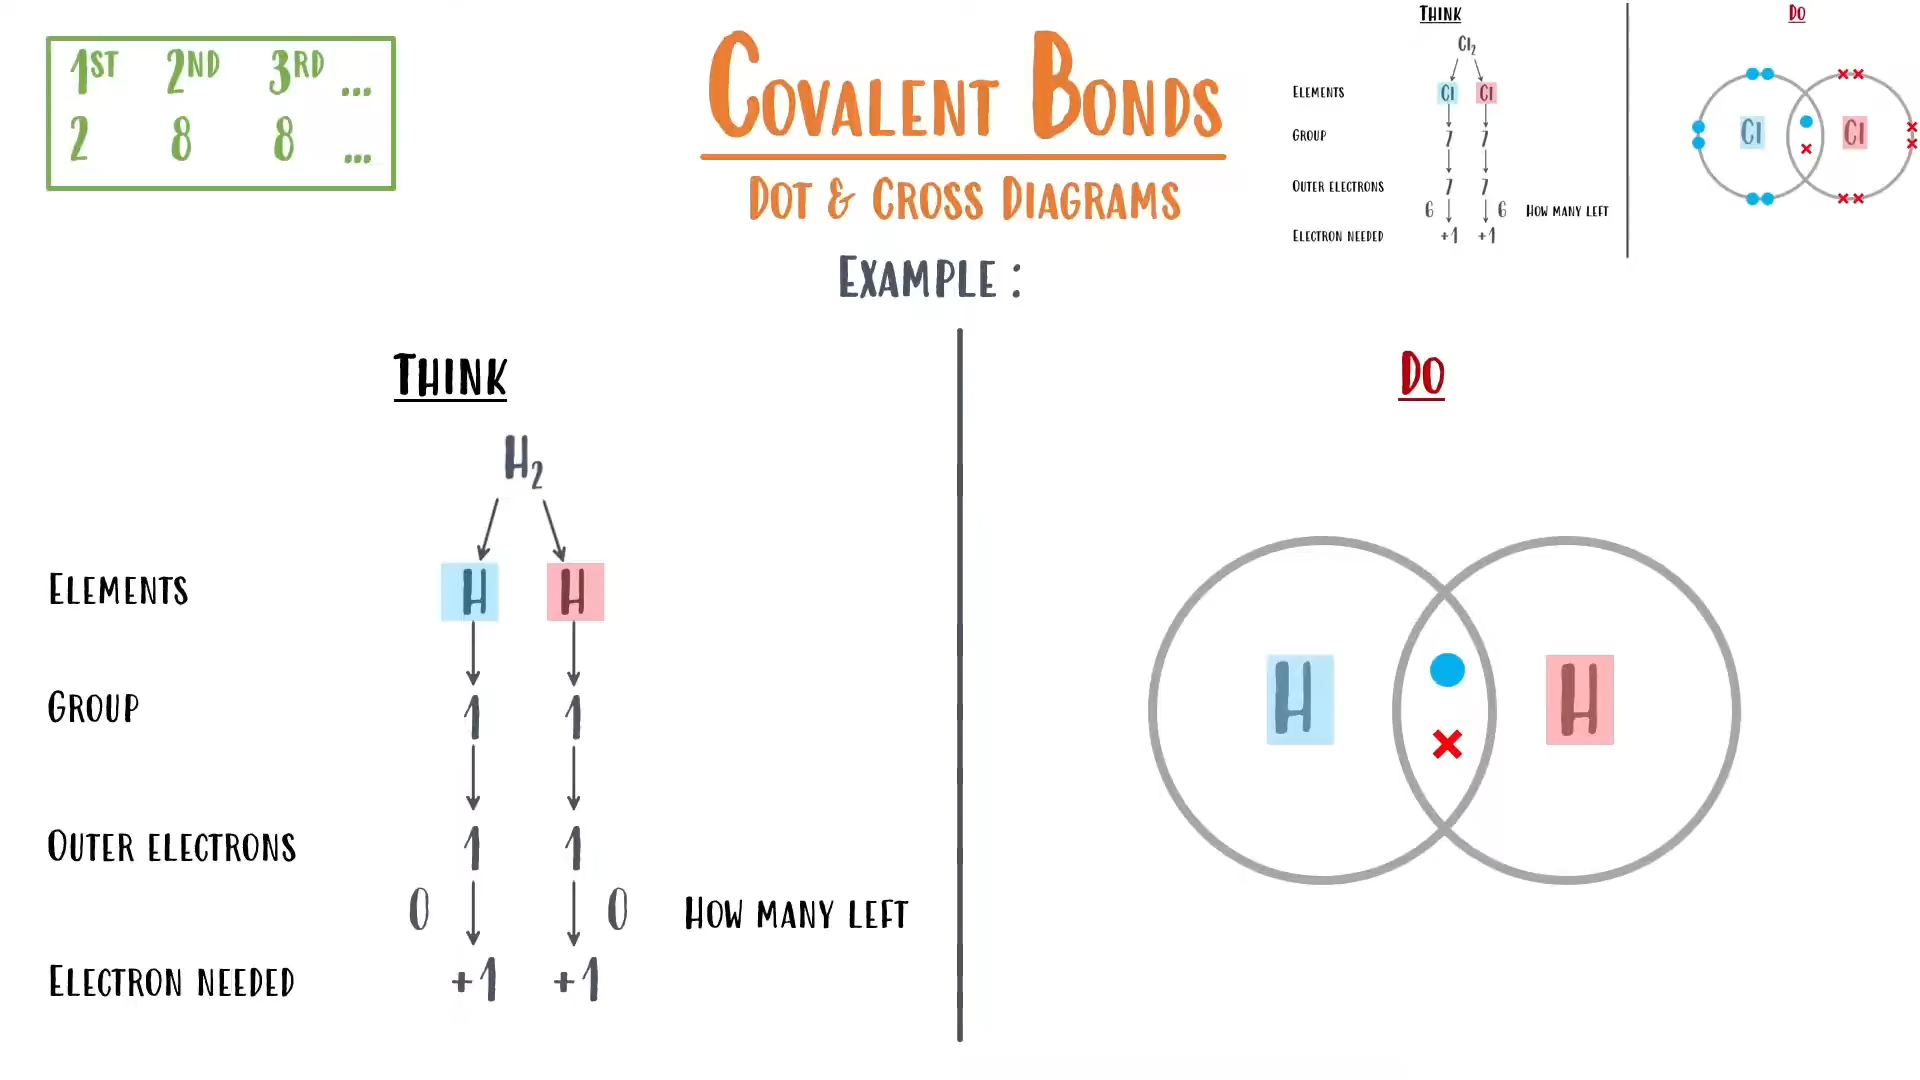 1ST 2ND 3RD ...
2 8 8 ...
COVALENT BONDS
DOT & CROSS DIAGRAMS
EXAMPLE :
THINK
Cl2
ELEMENTS Cl Cl
GROUP 7 7
OUTER ELECTRONS 7 7
6 6 HOW MANY LEFT
ELECTRON NEEDED +1 +1
DO
Cl Cl
THINK
H2
ELEMENTS H H
GROUP 1 1
OUTER ELECTRONS 1 1
0 0 HOW MANY LEFT
ELECTRON NEEDED +1 +1
DO
H H